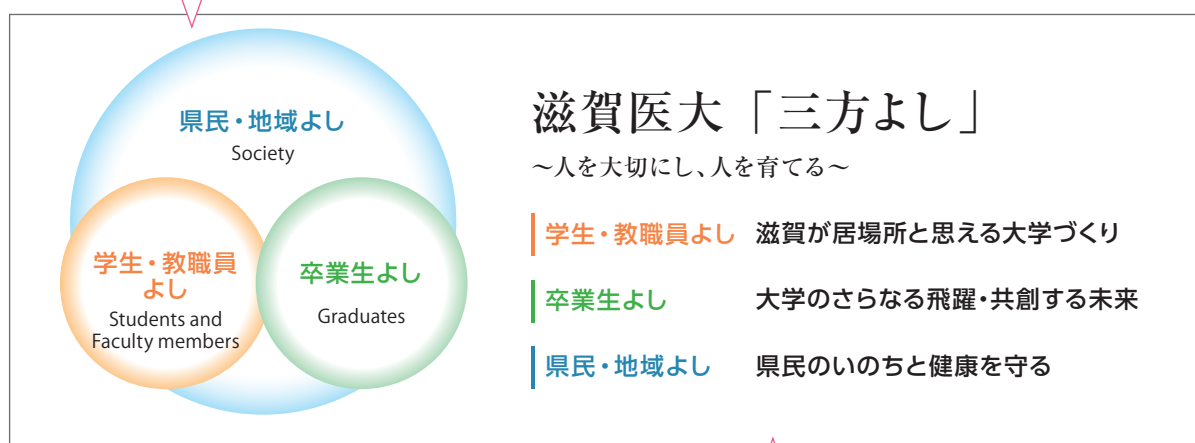 県民・地域よし
Society
学生・教職員
よし
Students and
Faculty members
卒業生よし
Graduates
滋賀医大「三方よし」
～人を大切にし、人を育てる～
学生・教職員よし 滋賀が居場所と思える大学づくり
卒業生よし 大学のさらなる飛躍・共創する未来
県民・地域よし 県民のいのちと健康を守る